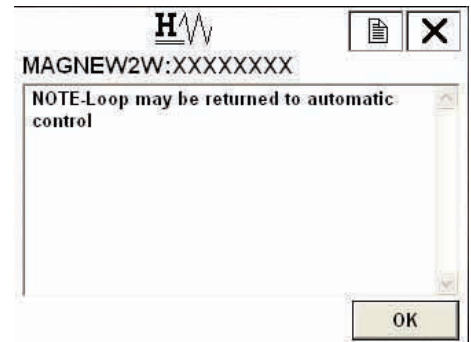 H
MAGNEW2W:XXXXXXXX
NOTE-Loop may be returned to automatic
control
OK